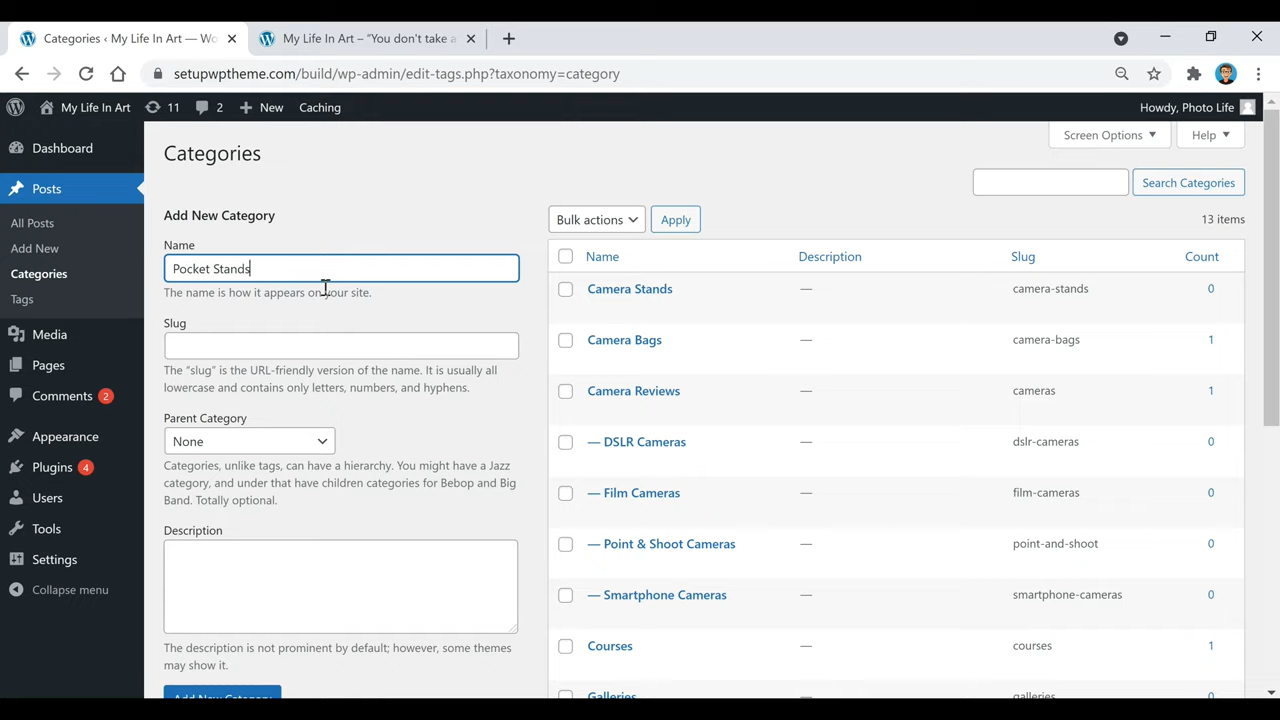 Categories ‹ My Life In Art — Wo
My Life In Art – “You don't take a
setupwptheme.com/build/wp-admin/edit-tags.php?taxonomy=category
My Life In Art 11 2 New Caching Howdy, Photo Life
Dashboard
Posts
All Posts
Add New
Categories
Tags
Media
Pages
Comments 2
Appearance
Plugins 4
Users
Tools
Settings
Collapse menu
Screen Options Help
Categories
Search Categories
Add New Category
Name
Pocket Stands
The name is how it appears on your site.
Slug
The “slug” is the URL-friendly version of the name. It is usually all
lowercase and contains only letters, numbers, and hyphens.
Parent Category
None
Categories, unlike tags, can have a hierarchy. You might have a Jazz
category, and under that have children categories for Bebop and Big
Band. Totally optional.
Description
The description is not prominent by default; however, some themes
may show it.
Add New Category
Bulk actions Apply 13 items
Name Description Slug Count
Camera Stands — camera-stands 0
Camera Bags — camera-bags 1
Camera Reviews — cameras 1
— DSLR Cameras — dslr-cameras 0
— Film Cameras — film-cameras 0
— Point & Shoot Cameras — point-and-shoot 0
— Smartphone Cameras — smartphone-cameras 0
Courses — courses 1
Galleries — galleries 0